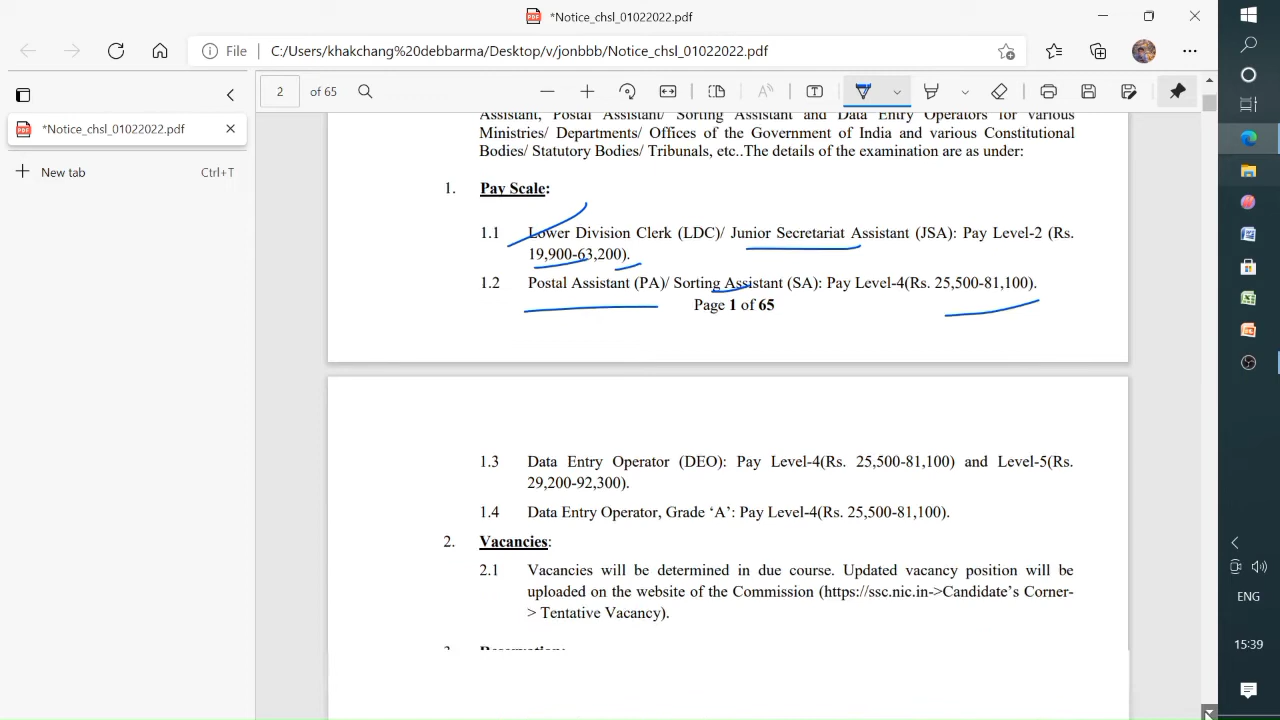 *Notice_chsl_01022022.pdf
File
C:/Users/khakchang%20debbarma/Desktop/v/jonbbb/Notice_chsl_01022022.pdf
2 of 65
*Notice_chsl_01022022.pdf
New tab Ctrl+T
Assistant, Postal Assistant/ Sorting Assistant and Data Entry Operators for various
Ministries/ Departments/ Offices of the Government of India and various Constitutional
Bodies/ Statutory Bodies/ Tribunals, etc..The details of the examination are as under:
1. Pay Scale:
1.1 Lower Division Clerk (LDC)/ Junior Secretariat Assistant (JSA): Pay Level-2 (Rs.
19,900-63,200).
1.2 Postal Assistant (PA)/ Sorting Assistant (SA): Pay Level-4(Rs. 25,500-81,100).
Page 1 of 65
1.3 Data Entry Operator (DEO): Pay Level-4(Rs. 25,500-81,100) and Level-5(Rs.
29,200-92,300).
1.4 Data Entry Operator, Grade ‘A’: Pay Level-4(Rs. 25,500-81,100).
2. Vacancies:
2.1 Vacancies will be determined in due course. Updated vacancy position will be
uploaded on the website of the Commission (https://ssc.nic.in->Candidate’s Corner-
> Tentative Vacancy).
3. Reservation:
ENG
15:39